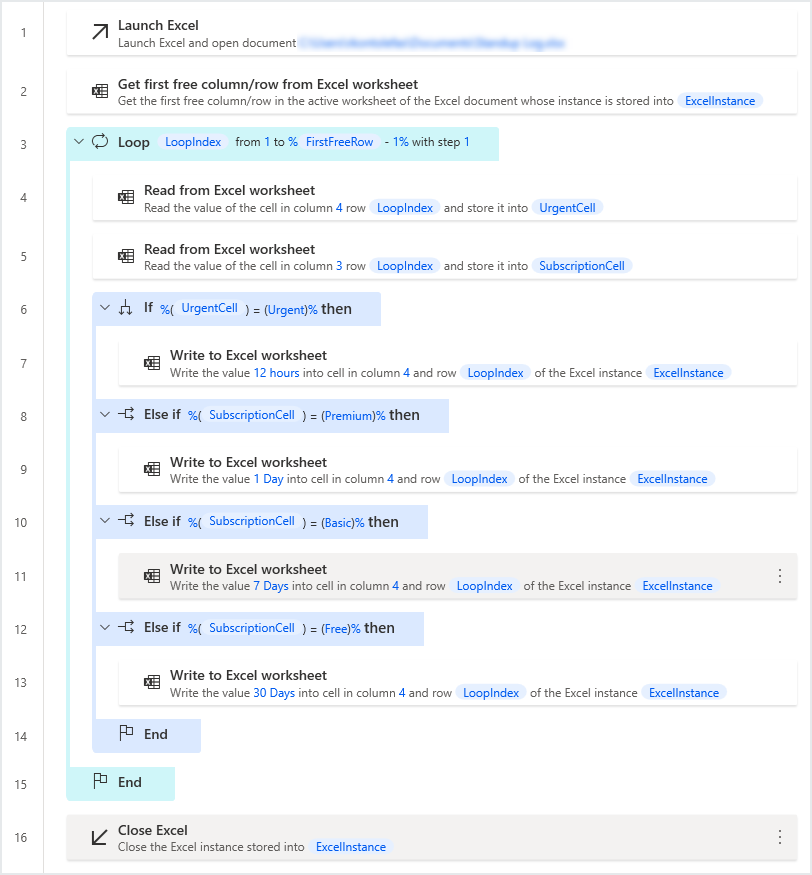 1
Launch Excel
Launch Excel and open document
2
Get first free column/row from Excel worksheet
Get the first free column/row in the active worksheet of the Excel document whose instance is stored into ExcelInstance
3
Loop LoopIndex from 1 to % FirstFreeRow - 1% with step 1
4
Read from Excel worksheet
Read the value of the cell in column 4 row LoopIndex and store it into UrgentCell
5
Read from Excel worksheet
Read the value of the cell in column 3 row LoopIndex and store it into SubscriptionCell
6
If %( UrgentCell ) = (Urgent)% then
7
Write to Excel worksheet
Write the value 12 hours into cell in column 4 and row LoopIndex of the Excel instance ExcelInstance
8
Else if %( SubscriptionCell ) = (Premium)% then
9
Write to Excel worksheet
Write the value 1 Day into cell in column 4 and row LoopIndex of the Excel instance ExcelInstance
10
Else if %( SubscriptionCell ) = (Basic)% then
11
Write to Excel worksheet
Write the value 7 Days into cell in column 4 and row LoopIndex of the Excel instance ExcelInstance
12
Else if %( SubscriptionCell ) = (Free)% then
13
Write to Excel worksheet
Write the value 30 Days into cell in column 4 and row LoopIndex of the Excel instance ExcelInstance
14
End
15
End
16
Close Excel
Close the Excel instance stored into ExcelInstance